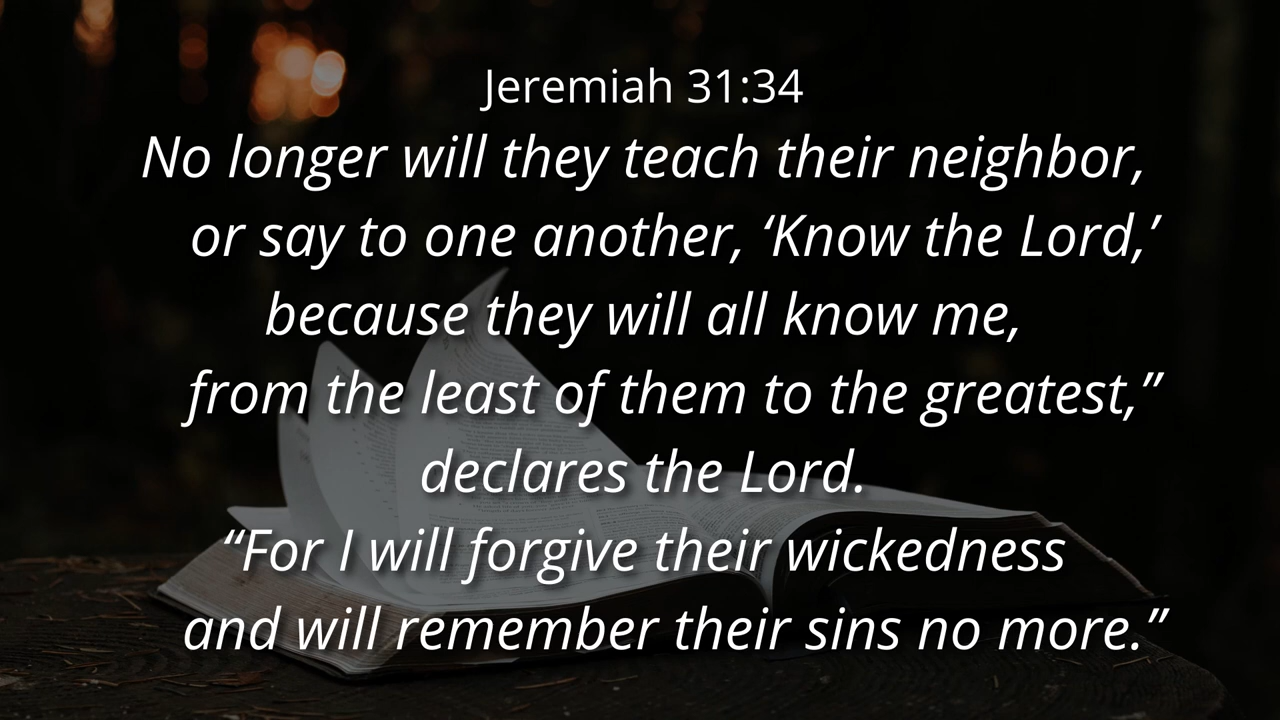 Jeremiah 31:34
No longer will they teach their neighbor,
or say to one another, ‘Know the Lord,’
because they will all know me,
from the least of them to the greatest,”
declares the Lord.
“For I will forgive their wickedness
and will remember their sins no more.”